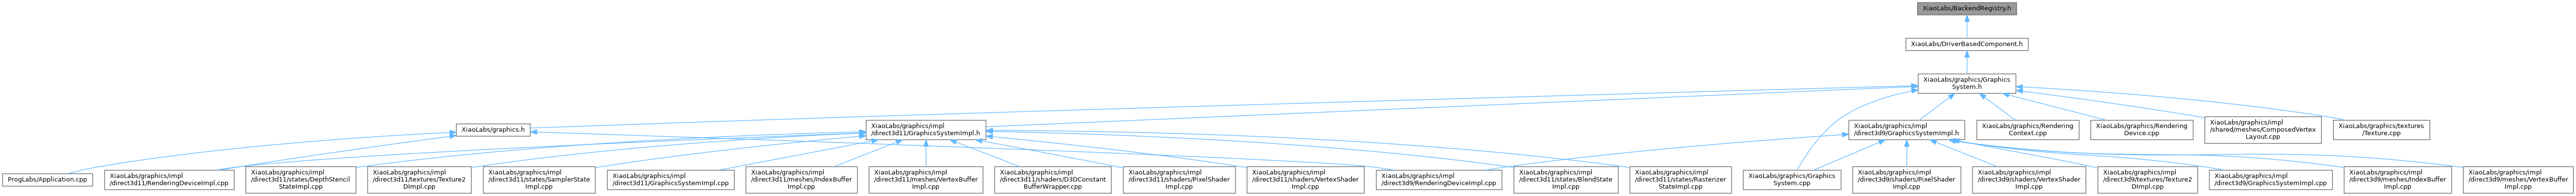 XiaoLabs/BackendRegistry.h
XiaoLabs/DriverBasedComponent.h
XiaoLabs/graphics/Graphics
System.h
XiaoLabs/graphics.h
XiaoLabs/graphics/impl
/direct3d11/GraphicsSystemImpl.h
XiaoLabs/graphics/impl
/direct3d9/GraphicsSystemImpl.h
XiaoLabs/graphics/Rendering
Context.cpp
XiaoLabs/graphics/Rendering
Device.cpp
XiaoLabs/graphics/impl
/shared/meshes/ComposedVertex
Layout.cpp
XiaoLabs/graphics/textures
/Texture.cpp
ProgLabs/Application.cpp
XiaoLabs/graphics/impl
/direct3d11/RenderingDeviceImpl.cpp
XiaoLabs/graphics/impl
/direct3d11/states/DepthStencil
StateImpl.cpp
XiaoLabs/graphics/impl
/direct3d11/textures/Texture2
DImpl.cpp
XiaoLabs/graphics/impl
/direct3d11/states/SamplerState
Impl.cpp
XiaoLabs/graphics/impl
/direct3d11/GraphicsSystemImpl.cpp
XiaoLabs/graphics/impl
/direct3d11/meshes/IndexBuffer
Impl.cpp
XiaoLabs/graphics/impl
/direct3d11/meshes/VertexBuffer
Impl.cpp
XiaoLabs/graphics/impl
/direct3d11/shaders/D3DConstant
BufferWrapper.cpp
XiaoLabs/graphics/impl
/direct3d11/shaders/PixelShader
Impl.cpp
XiaoLabs/graphics/impl
/direct3d11/shaders/VertexShader
Impl.cpp
XiaoLabs/graphics/impl
/direct3d9/RenderingDeviceImpl.cpp
XiaoLabs/graphics/impl
/direct3d11/states/BlendState
Impl.cpp
XiaoLabs/graphics/impl
/direct3d11/states/Rasterizer
StateImpl.cpp
XiaoLabs/graphics/Graphics
System.cpp
XiaoLabs/graphics/impl
/direct3d9/shaders/PixelShader
Impl.cpp
XiaoLabs/graphics/impl
/direct3d9/shaders/VertexShader
Impl.cpp
XiaoLabs/graphics/impl
/direct3d9/textures/Texture2
DImpl.cpp
XiaoLabs/graphics/impl
/direct3d9/GraphicsSystemImpl.cpp
XiaoLabs/graphics/impl
/direct3d9/meshes/IndexBuffer
Impl.cpp
XiaoLabs/graphics/impl
/direct3d9/meshes/VertexBuffer
Impl.cpp